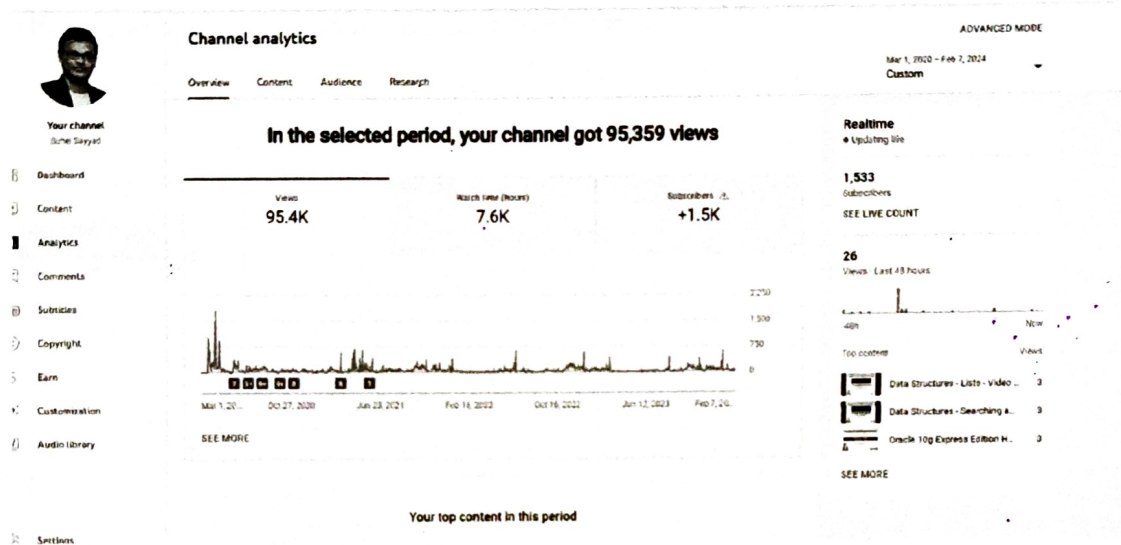 Channel analytics
ADVANCED MODE
Mar 1, 2020 – Feb 7, 2024
Custom
Overview Content Audience Research
Your channel
Sayyad
Dashboard
Content
Analytics
Comments
Subtitles
Copyright
Earn
Customization
Audio library
Settings
In the selected period, your channel got 95,359 views
Views
95.4K
Watch time (hours)
7.6K
Subscribers
+1.5K
2,250
1,500
750
0
Mar 1, 20... Oct 27, 2020 Jun 23, 2021 Feb 18, 2022 Oct 16, 2022 Jun 12, 2023 Feb 7, 20...
SEE MORE
Your top content in this period
Realtime
Updating live
1,533
Subscribers
SEE LIVE COUNT
26
Views · Last 48 hours
-48h Now
Top content Views
Data Structures - Lists - Video ... 3
Data Structures - Searching a... 3
Oracle 10g Express Edition H... 3
SEE MORE